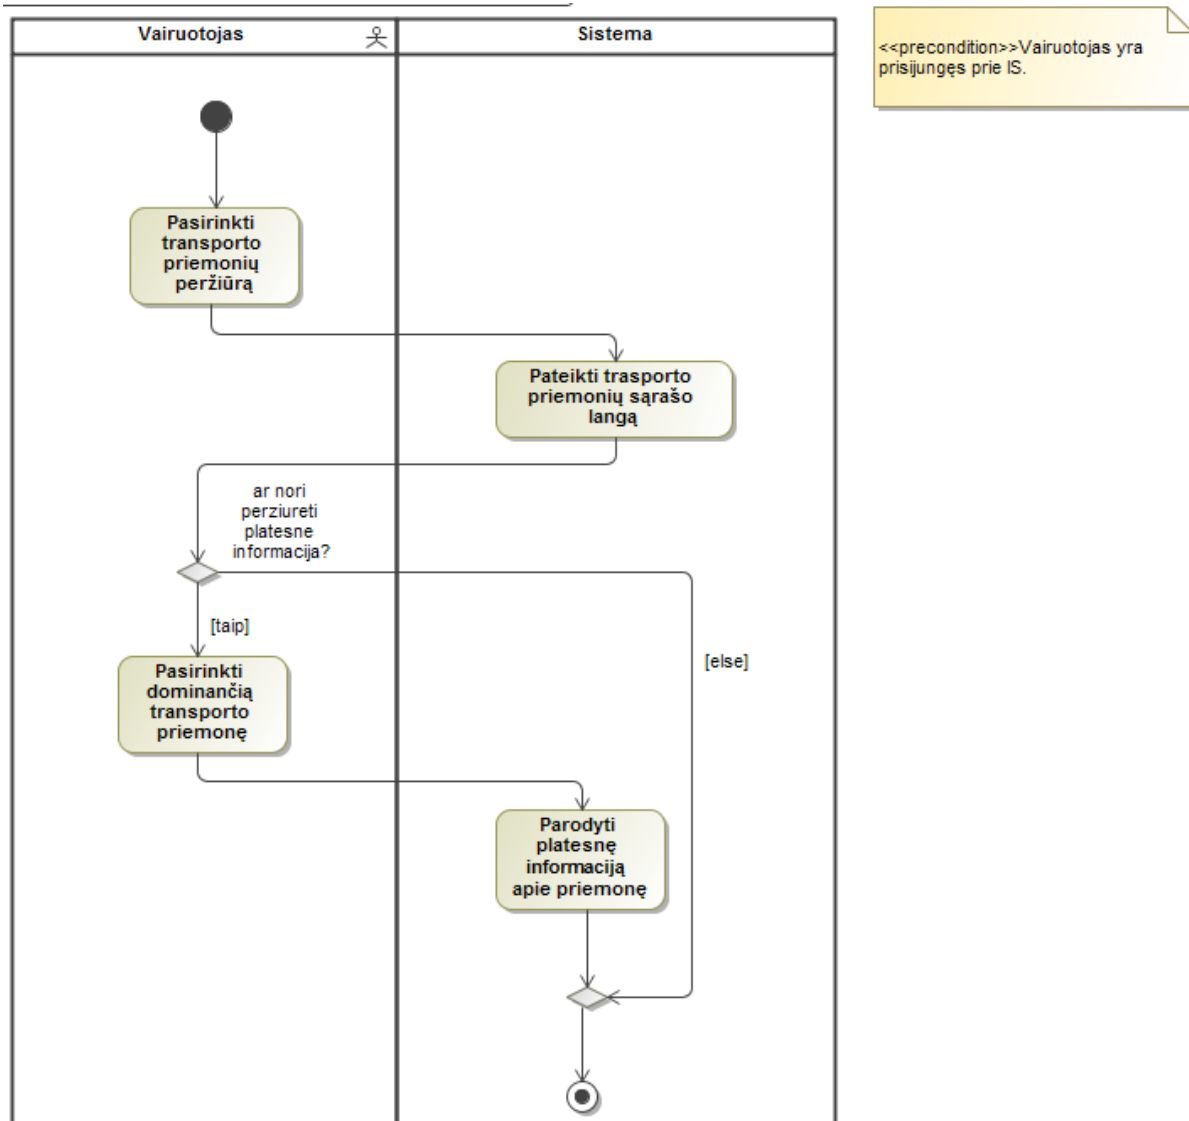 Vairuotojas
Sistema
<<precondition>>Vairuotojas yra
prisijungęs prie IS.
Pasirinkti
transporto
priemonių
peržiūrą
Pateikti trasporto
priemonių sąrašo
langą
ar nori
perziureti
platesne
informacija?
[taip]
[else]
Pasirinkti
dominančią
transporto
priemonę
Parodyti
platesnę
informaciją
apie priemonę